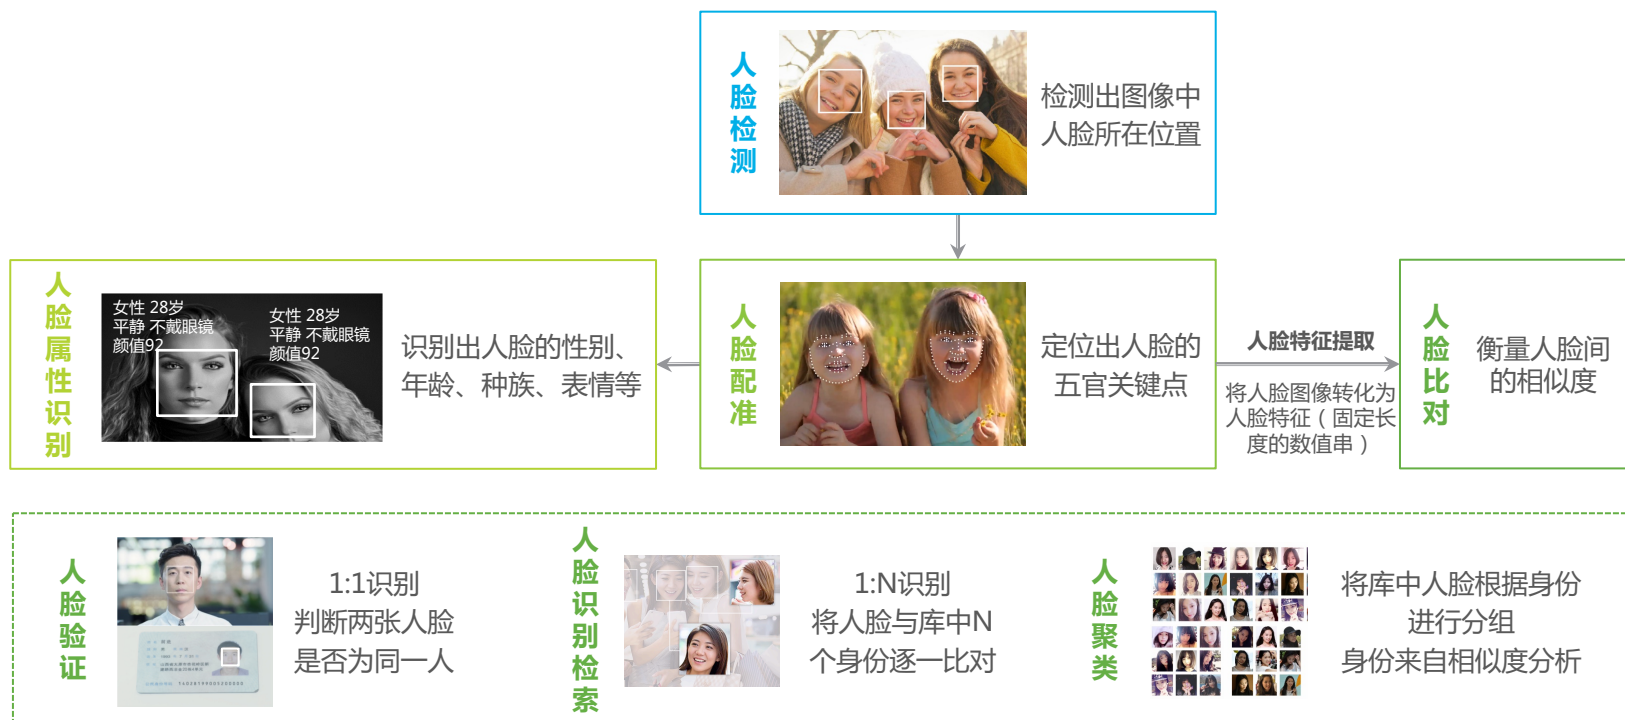 人脸检测
检测出图像中
人脸所在位置
人脸属性识别
女性 28岁
平静 不戴眼镜
颜值92
女性 28岁
平静 不戴眼镜
颜值92
识别出人脸的性别、
年龄、种族、表情等
人脸配准
定位出人脸的
五官关键点
人脸特征提取
将人脸图像转化为
人脸特征（固定长
度的数值串）
人脸比对
衡量人脸间
的相似度
人脸验证
1:1识别
判断两张人脸
是否为同一人
人脸识别检索
1:N识别
将人脸与库中N
个身份逐一比对
人脸聚类
将库中人脸根据身份
进行分组
身份来自相似度分析